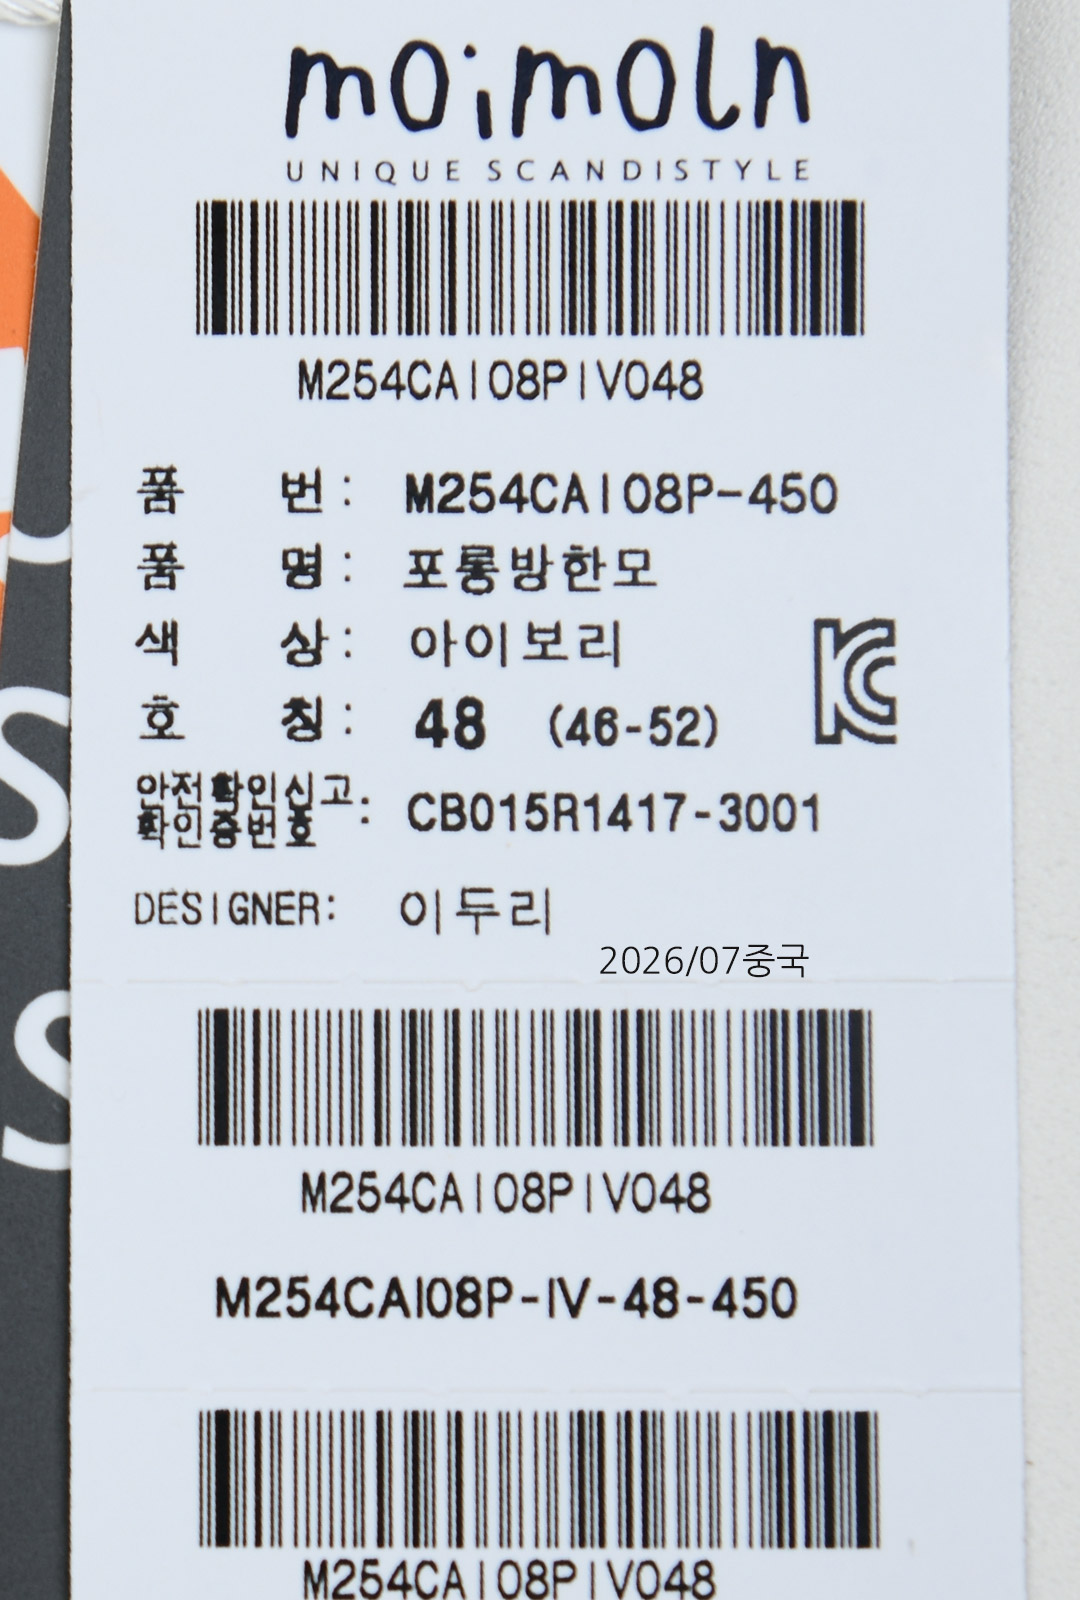 moimoln
UNIQUE SCANDISTYLE
M254CAI08PIV048
품 번: M254CAI08P-450
품 명: 포롱방한모
색 상: 아이보리
호 칭: 48 (46-52)
안전확인신고
확인증번호: CB015R1417-3001
DESIGNER: 이두리
2026/07중국
M254CAI08PIV048
M254CAI08P-IV-48-450
M254CAI08PIV048
S
S